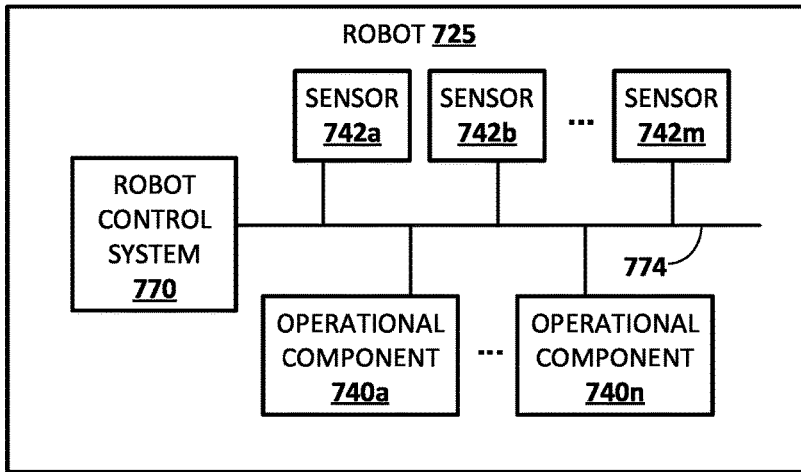 ROBOT 725
SENSOR
742a
SENSOR
742b
...
SENSOR
742m
ROBOT
CONTROL
SYSTEM
770
774
OPERATIONAL
COMPONENT
740a
...
OPERATIONAL
COMPONENT
740n